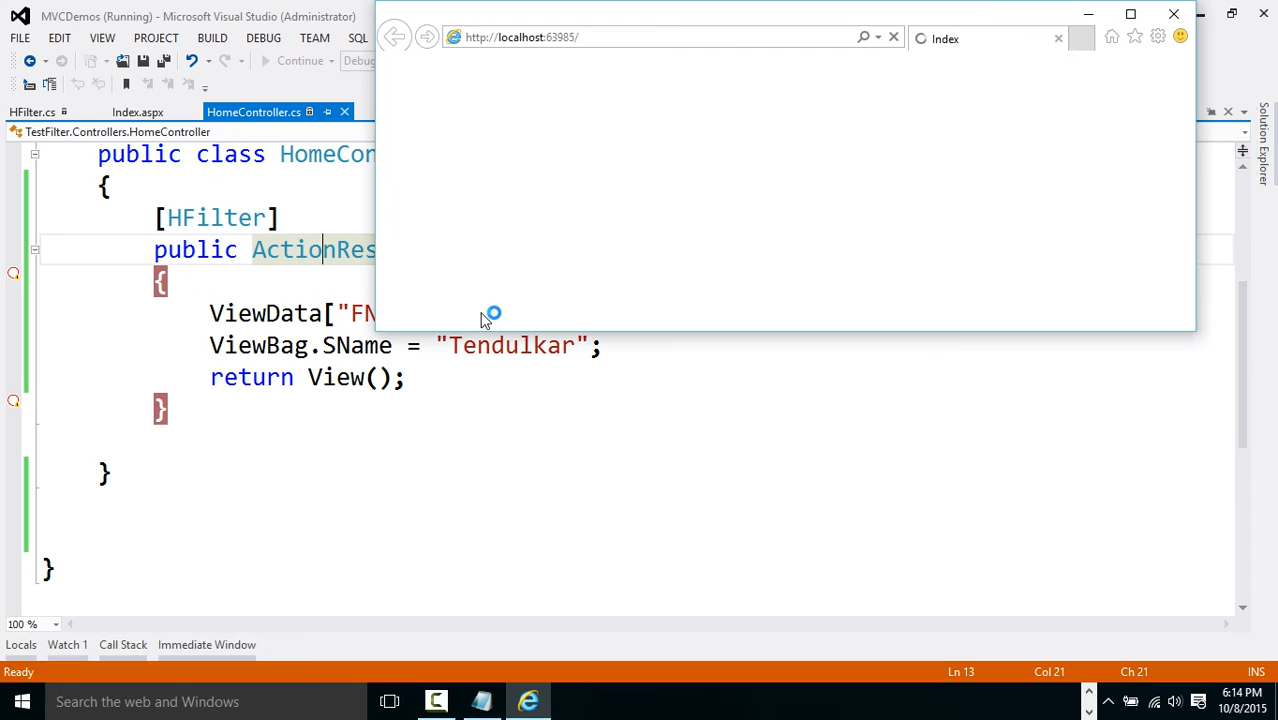 MVCDemos (Running) - Microsoft Visual Studio (Administrator)
FILE EDIT VIEW PROJECT BUILD DEBUG TEAM SQL
Continue Debug
http://localhost:63985/
Index
HFilter.cs Index.aspx HomeController.cs
TestFilter.Controllers.HomeController
public class HomeCon
{
[HFilter]
public ActionRes
{
ViewData["FN
ViewBag.SName = "Tendulkar";
return View();
}
}
}
Solution Explorer
100 %
Locals Watch 1 Call Stack Immediate Window
Ready Ln 13 Col 21 Ch 21 INS
Search the web and Windows
6:14 PM
10/8/2015